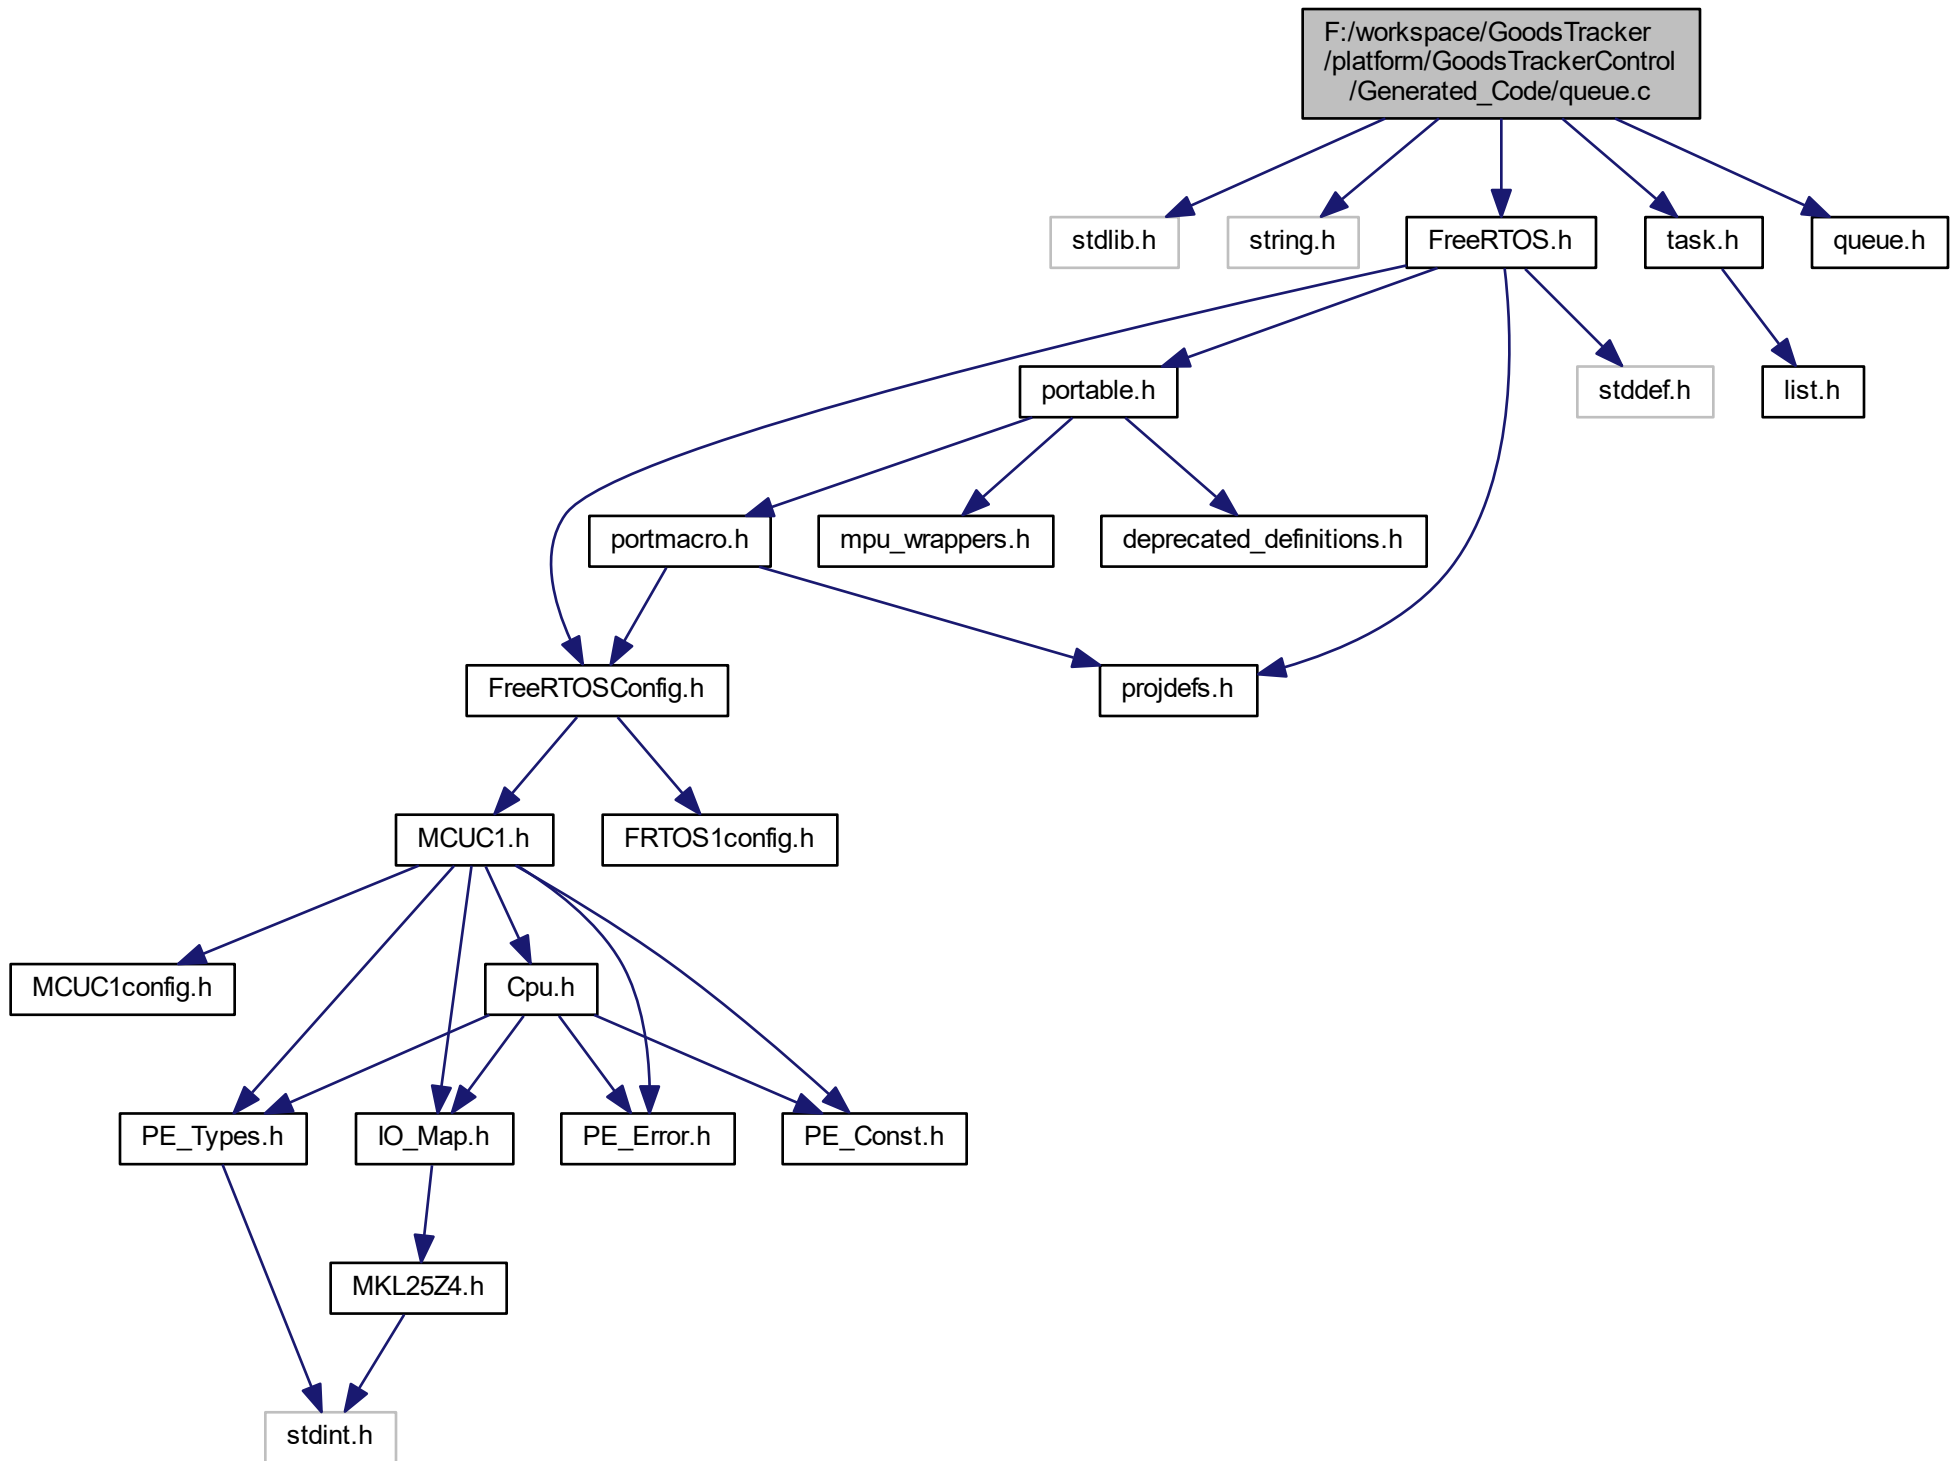 F:/workspace/GoodsTracker
/platform/GoodsTrackerControl
/Generated_Code/queue.c
stdlib.h
string.h
FreeRTOS.h
task.h
queue.h
portable.h
stddef.h
list.h
portmacro.h
mpu_wrappers.h
deprecated_definitions.h
FreeRTOSConfig.h
projdefs.h
MCUC1.h
FRTOS1config.h
MCUC1config.h
Cpu.h
PE_Types.h
IO_Map.h
PE_Error.h
PE_Const.h
MKL25Z4.h
stdint.h